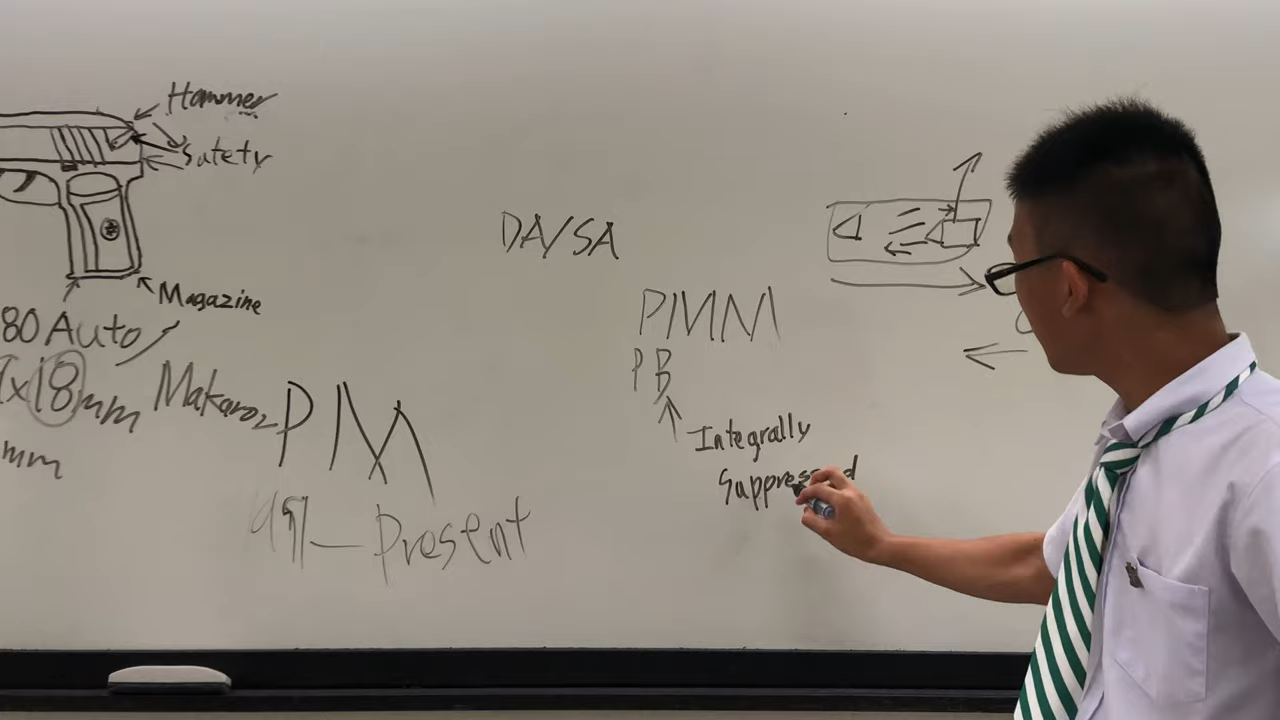 Hammer
Safety
Magazine
80 Auto
x18mm Makarov
mm
PM
Present
DA/SA
PMM
PB
Integrally
Suppressed